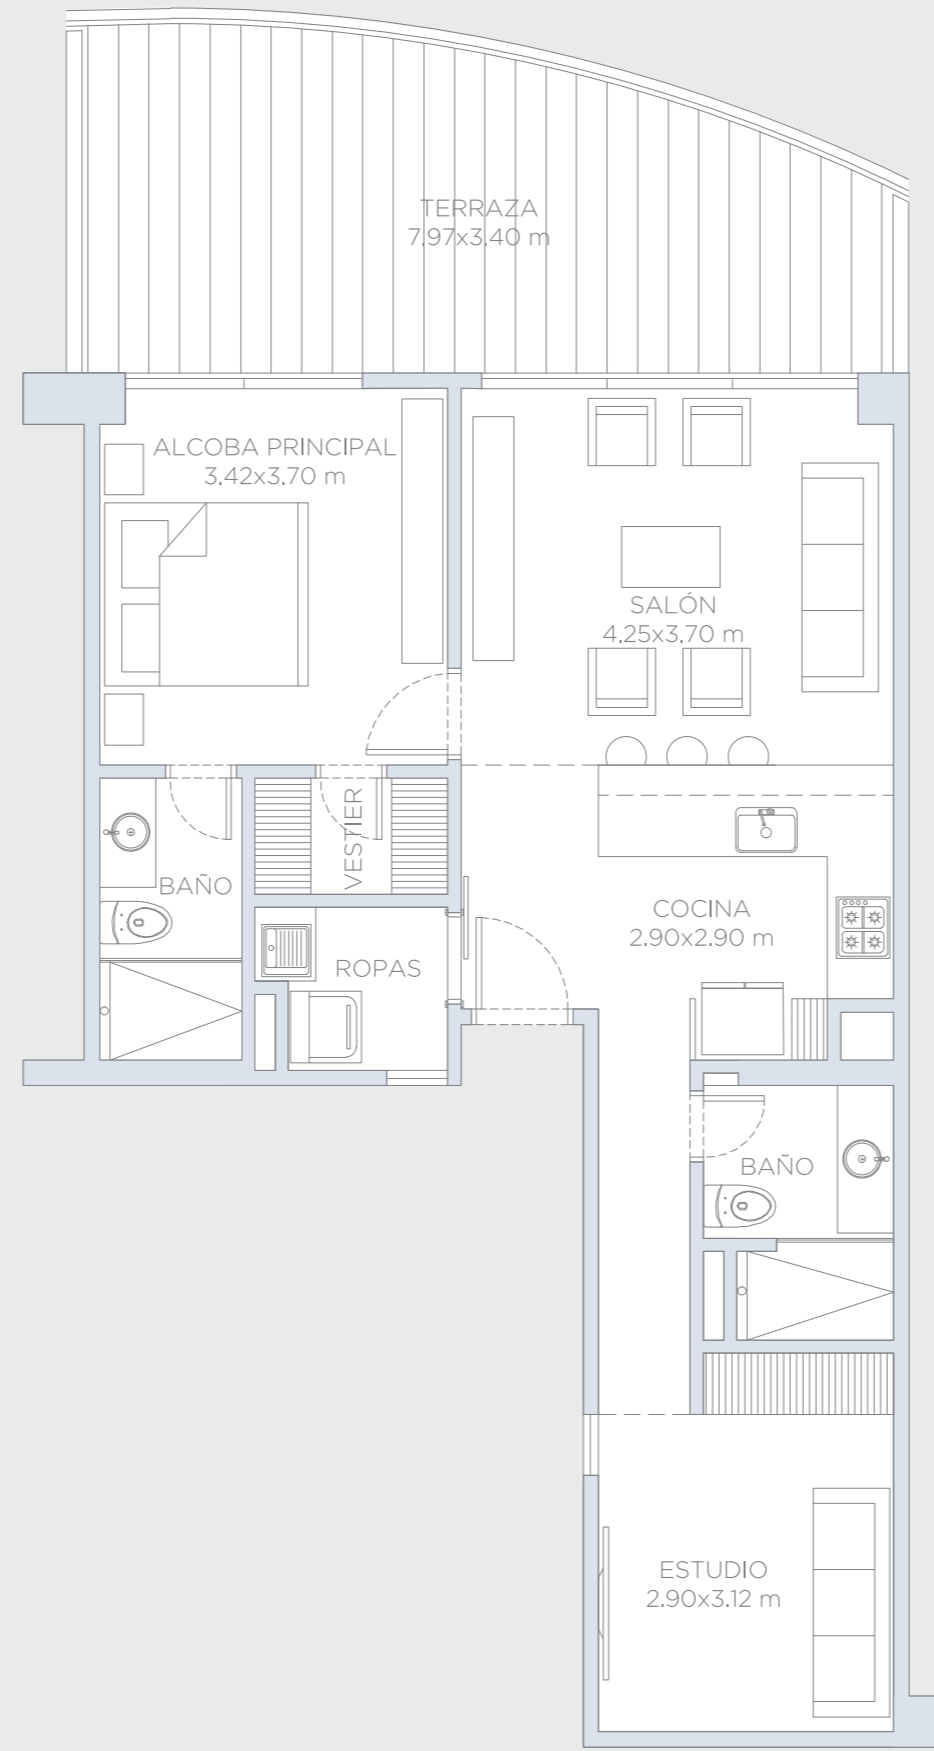 TERRAZA
7.97x3.40 m
ALCOBA PRINCIPAL
3.42x3.70 m
SALÓN
4.25x3.70 m
VESTIER
BAÑO
COCINA
2.90x2.90 m
ROPAS
BAÑO
ESTUDIO
2.90x3.12 m